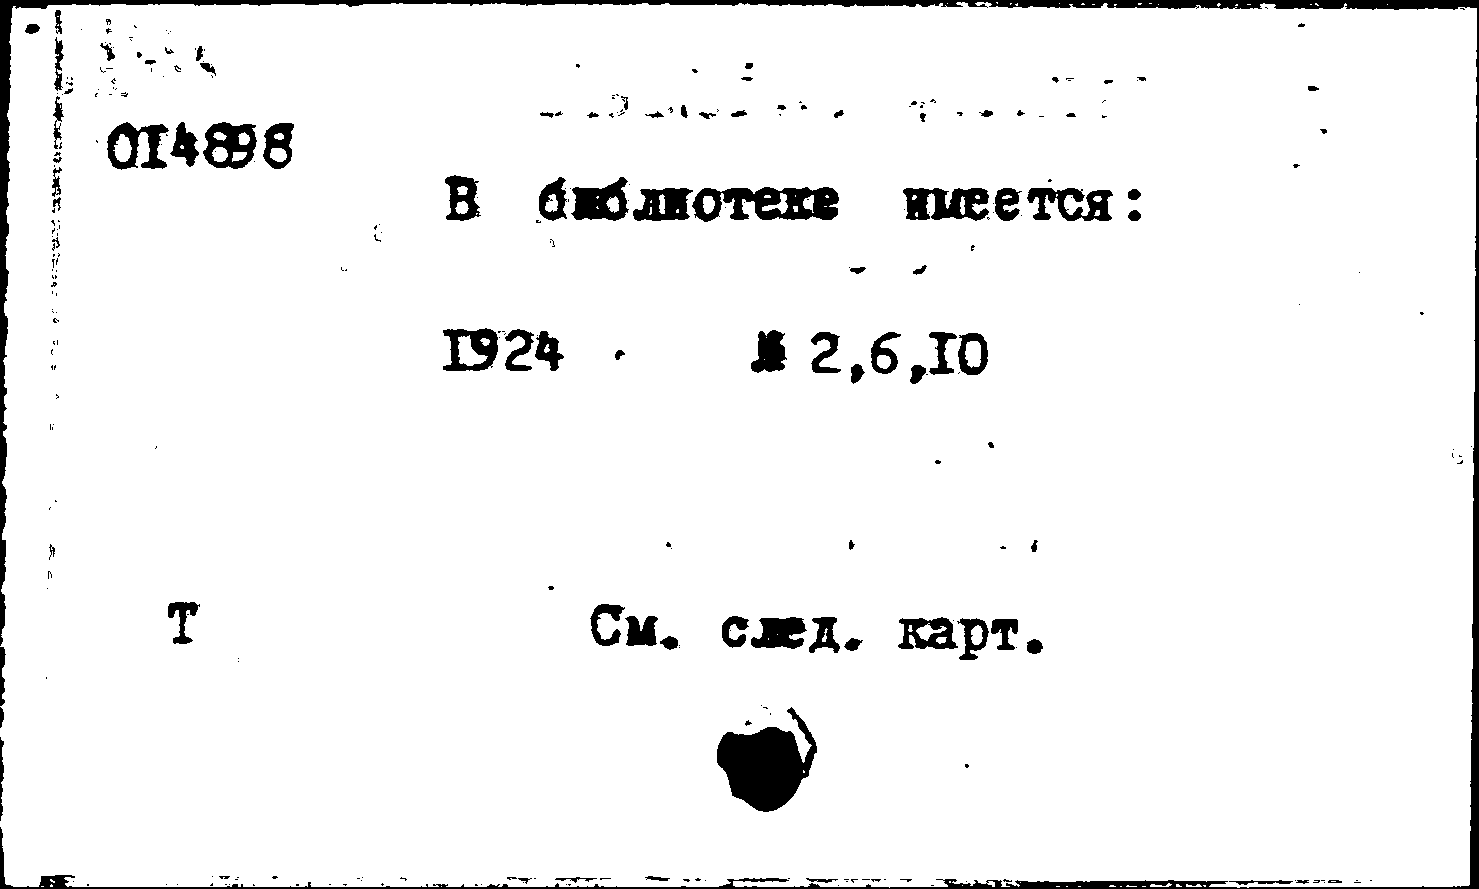 014898
В библиотеке имеется:
1924 № 2,6,10
Т См. след. карт.